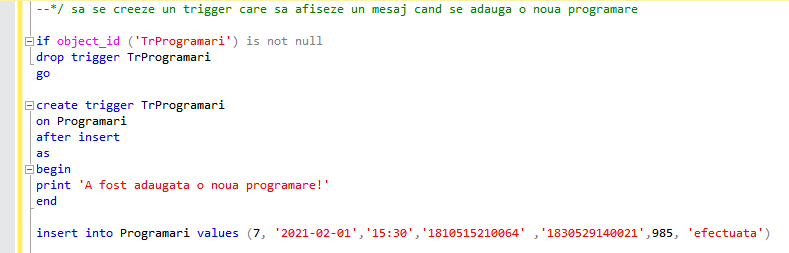 --*/ sa se creeze un trigger care sa afiseze un mesaj cand se adauga o noua programare
if object_id ('TrProgramari') is not null
drop trigger TrProgramari
go
create trigger TrProgramari
on Programari
after insert
as
begin
print 'A fost adaugata o noua programare!'
end
insert into Programari values (7, '2021-02-01','15:30','1810515210064' ,'1830529140021',985, 'efectuata')